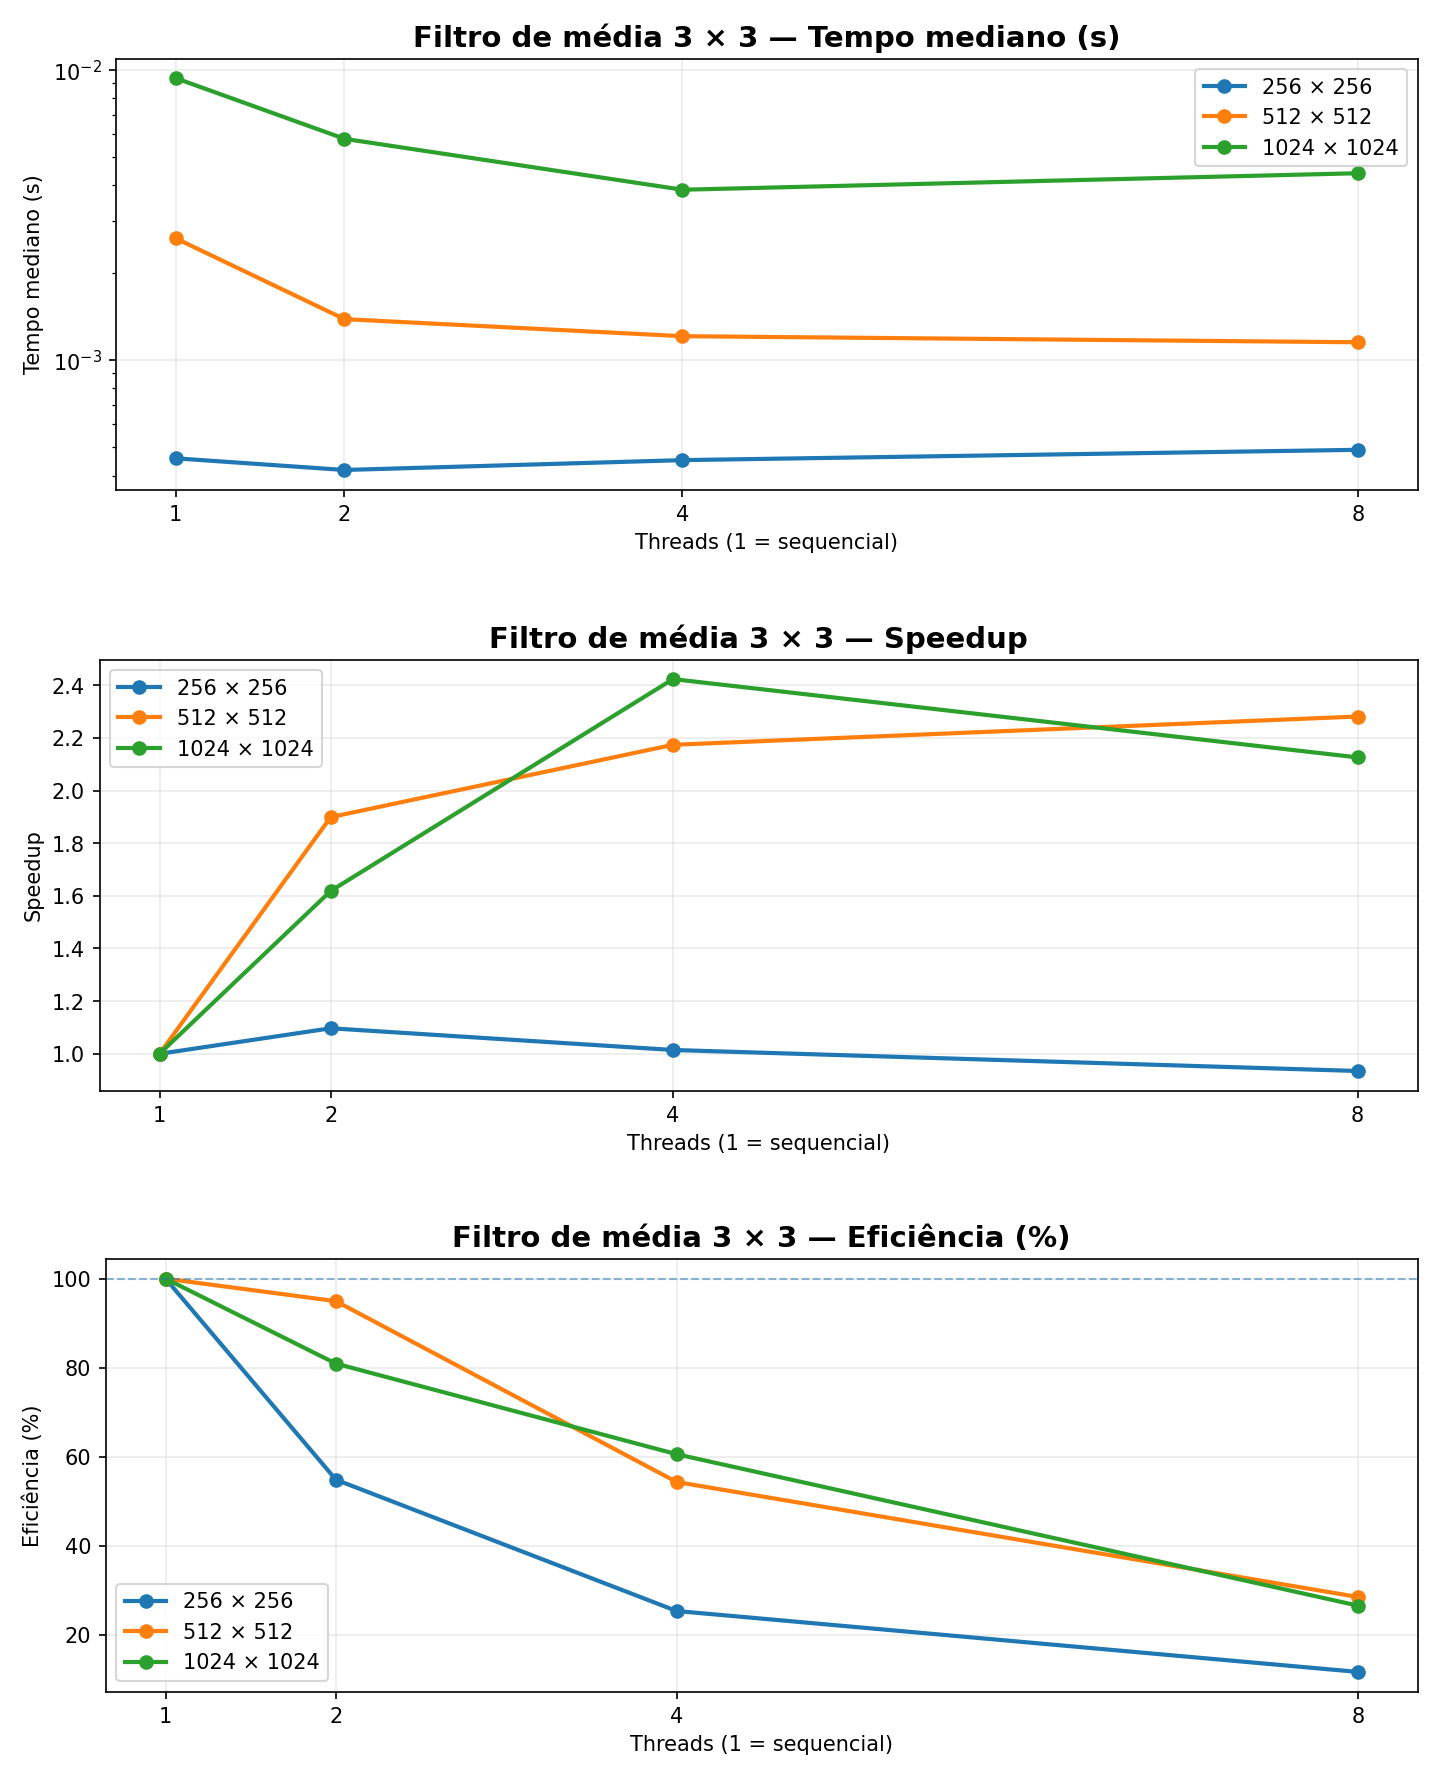 Filtro de média 3 × 3 — Tempo mediano (s)
10⁻²
10⁻³
Tempo mediano (s)
256 × 256
512 × 512
1024 × 1024
1 2 4 8
Threads (1 = sequencial)
Filtro de média 3 × 3 — Speedup
2.4
2.2
2.0
1.8
1.6
1.4
1.2
1.0
Speedup
256 × 256
512 × 512
1024 × 1024
1 2 4 8
Threads (1 = sequencial)
Filtro de média 3 × 3 — Eficiência (%)
100
80
60
40
20
Eficiência (%)
256 × 256
512 × 512
1024 × 1024
1 2 4 8
Threads (1 = sequencial)